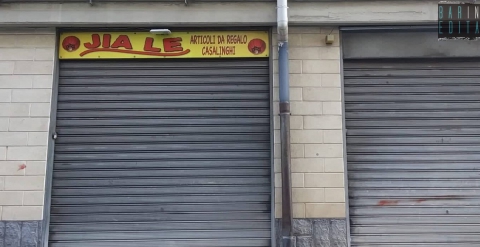 JIA LE
ARTICOLI DA REGALO
CASALINGHI